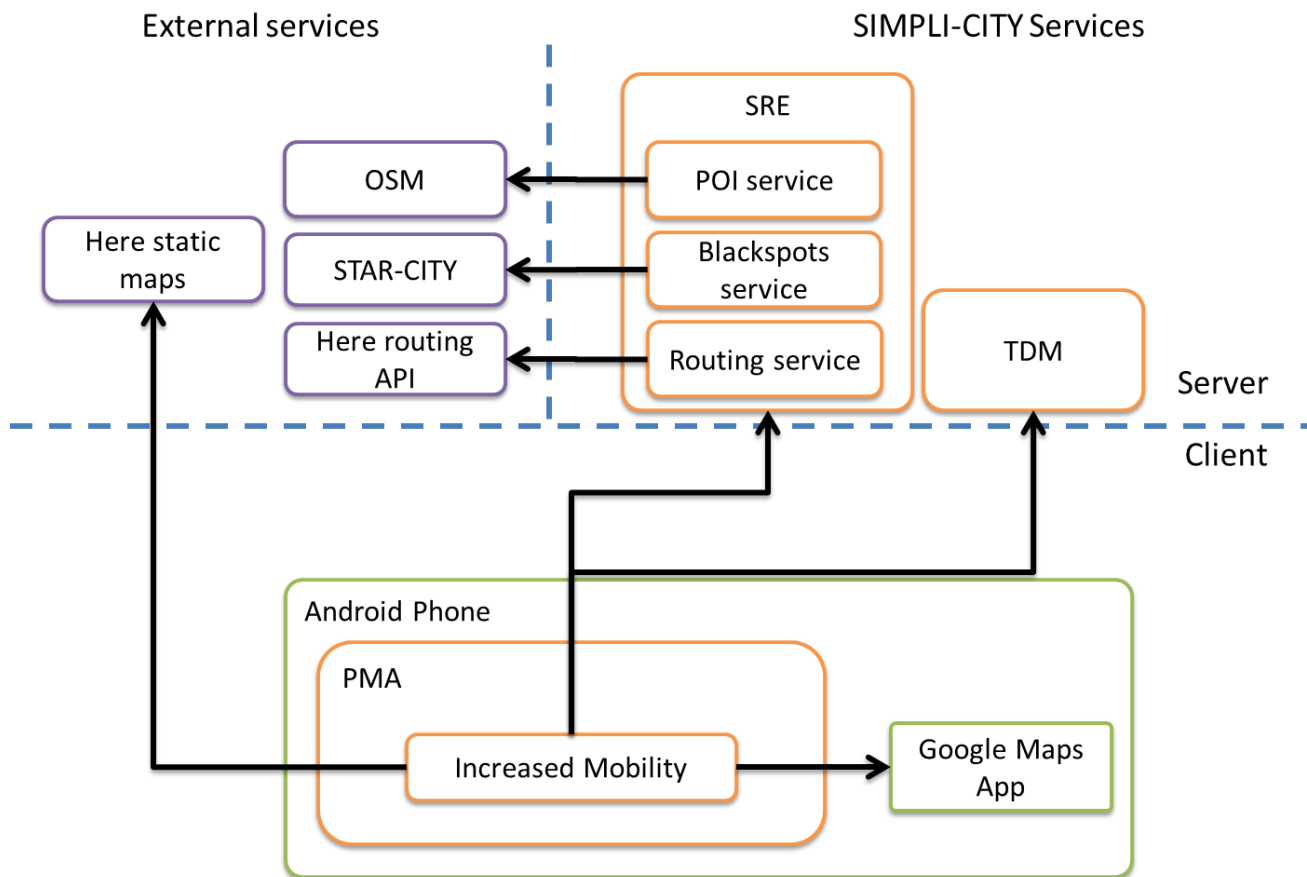 External services
SIMPLI-CITY Services
SRE
OSM
POI service
Here static
maps
STAR-CITY
Blackspots
service
Here routing
API
Routing service
TDM
Server
Client
Android Phone
PMA
Increased Mobility
Google Maps
App